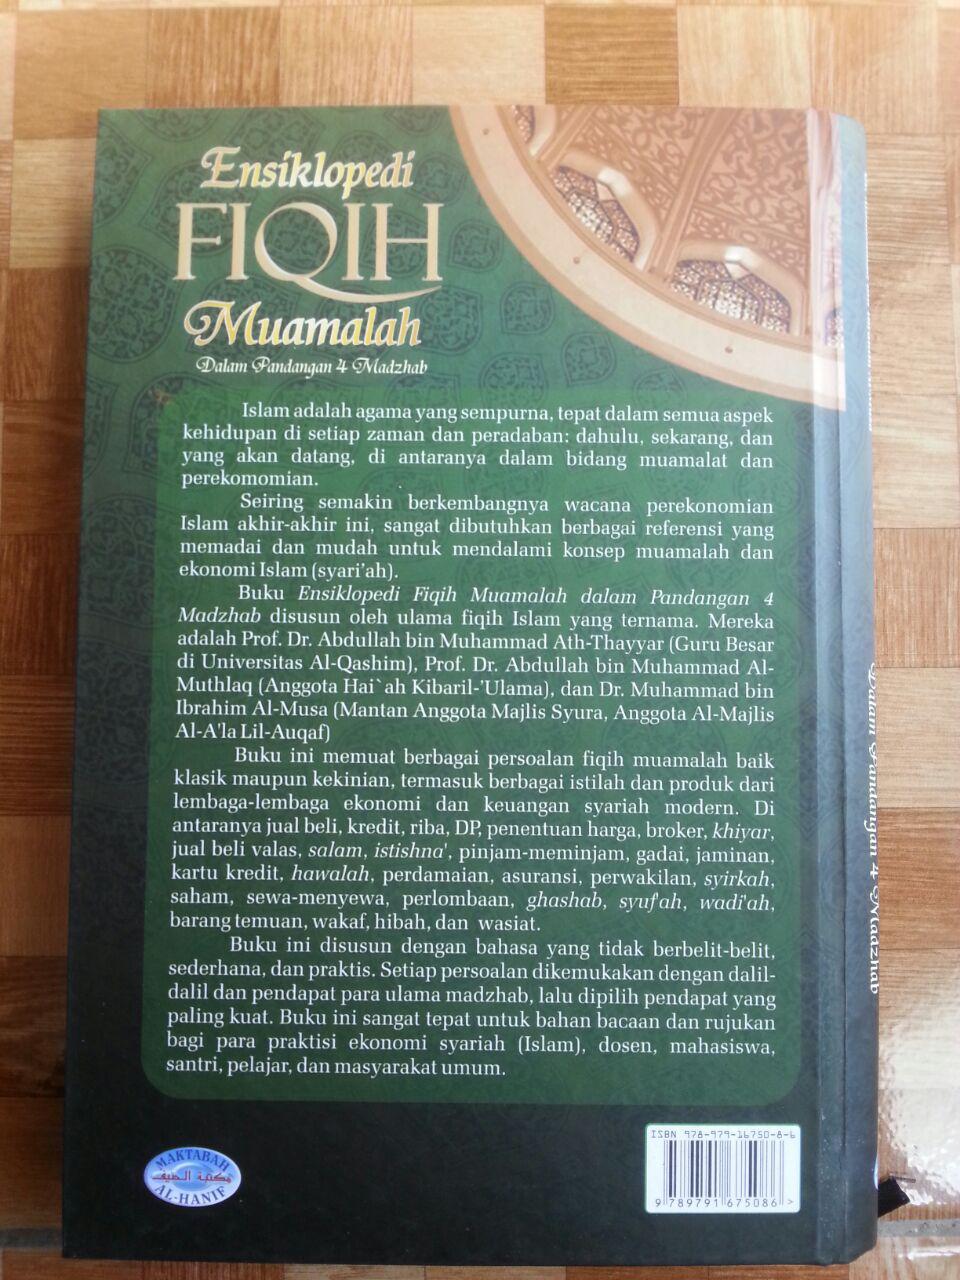 Ensiklopedi
FIQIH
Muamalah
Dalam Pandangan 4 Madzhab
Islam adalah agama yang sempurna, tepat dalam semua aspek
kehidupan di setiap zaman dan peradaban: dahulu, sekarang, dan
yang akan datang, di antaranya dalam bidang muamalat dan
perekomomian.
Seiring semakin berkembangnya wacana perekonomian
Islam akhir-akhir ini, sangat dibutuhkan berbagai referensi yang
memadai dan mudah untuk mendalami konsep muamalah dan
ekonomi Islam (syari'ah).
Buku Ensiklopedi Fiqih Muamalah dalam Pandangan 4
Madzhab disusun oleh ulama fiqih Islam yang ternama. Mereka
adalah Prof. Dr. Abdullah bin Muhammad Ath-Thayyar (Guru Besar
di Universitas Al-Qashim), Prof. Dr. Abdullah bin Muhammad Al-
Muthlaq (Anggota Hai`ah Kibaril-'Ulama), dan Dr. Muhammad bin
Ibrahim Al-Musa (Mantan Anggota Majlis Syura, Anggota Al-Majlis
Al-A'la Lil-Auqaf)
Buku ini memuat berbagai persoalan fiqih muamalah baik
klasik maupun kekinian, termasuk berbagai istilah dan produk dari
lembaga-lembaga ekonomi dan keuangan syariah modern. Di
antaranya jual beli, kredit, riba, DP, penentuan harga, broker, khiyar,
jual beli valas, salam, istishna', pinjam-meminjam, gadai, jaminan,
kartu kredit, hawalah, perdamaian, asuransi, perwakilan, syirkah,
saham, sewa-menyewa, perlombaan, ghashab, syuf'ah, wadi'ah,
barang temuan, wakaf, hibah, dan wasiat.
Buku ini disusun dengan bahasa yang tidak berbelit-belit,
sederhana, dan praktis. Setiap persoalan dikemukakan dengan dalil-
dalil dan pendapat para ulama madzhab, lalu dipilih pendapat yang
paling kuat. Buku ini sangat tepat untuk bahan bacaan dan rujukan
bagi para praktisi ekonomi syariah (Islam), dosen, mahasiswa,
santri, pelajar, dan masyarakat umum.
MAKTABAH
مكتبة الحنيف
AL-HANIF
ISBN 978-979-16750-8-6
9 789791 675086 >
Dalam Pandangan 4 Madzhab